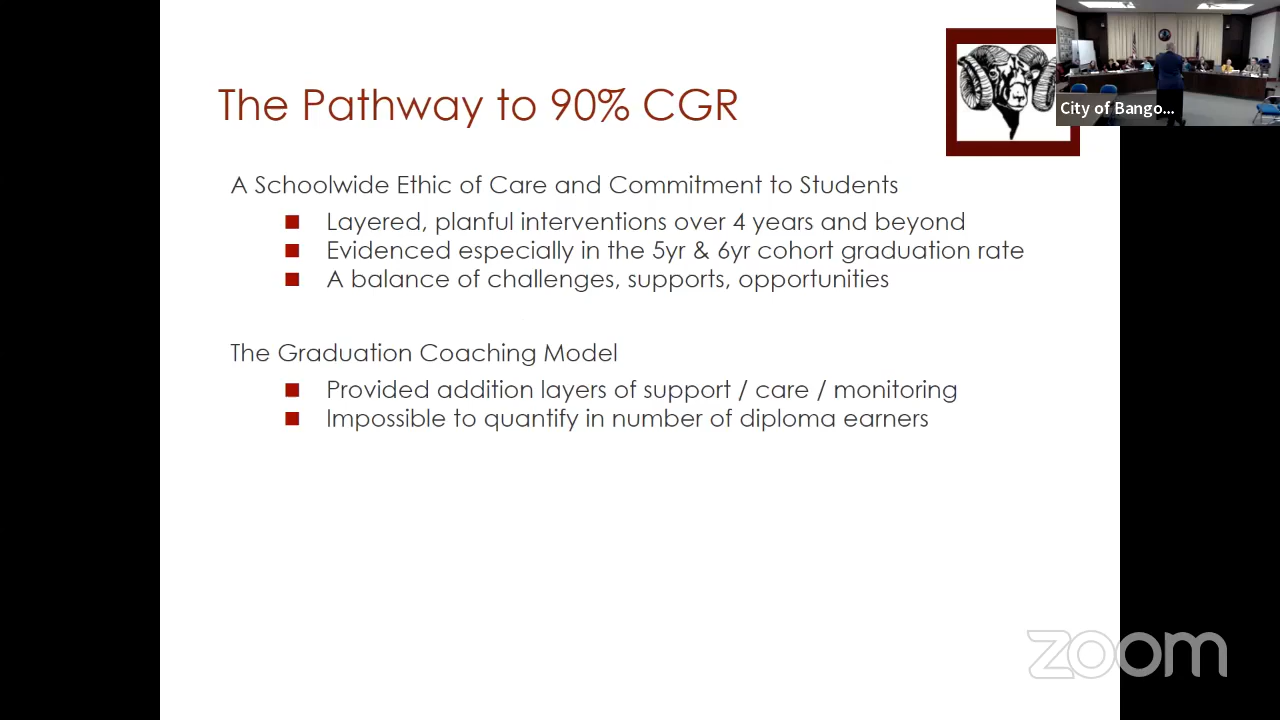 The Pathway to 90% CGR
City of Bango...
A Schoolwide Ethic of Care and Commitment to Students
Layered, planful interventions over 4 years and beyond
Evidenced especially in the 5yr & 6yr cohort graduation rate
A balance of challenges, supports, opportunities
The Graduation Coaching Model
Provided addition layers of support / care / monitoring
Impossible to quantify in number of diploma earners
zoom